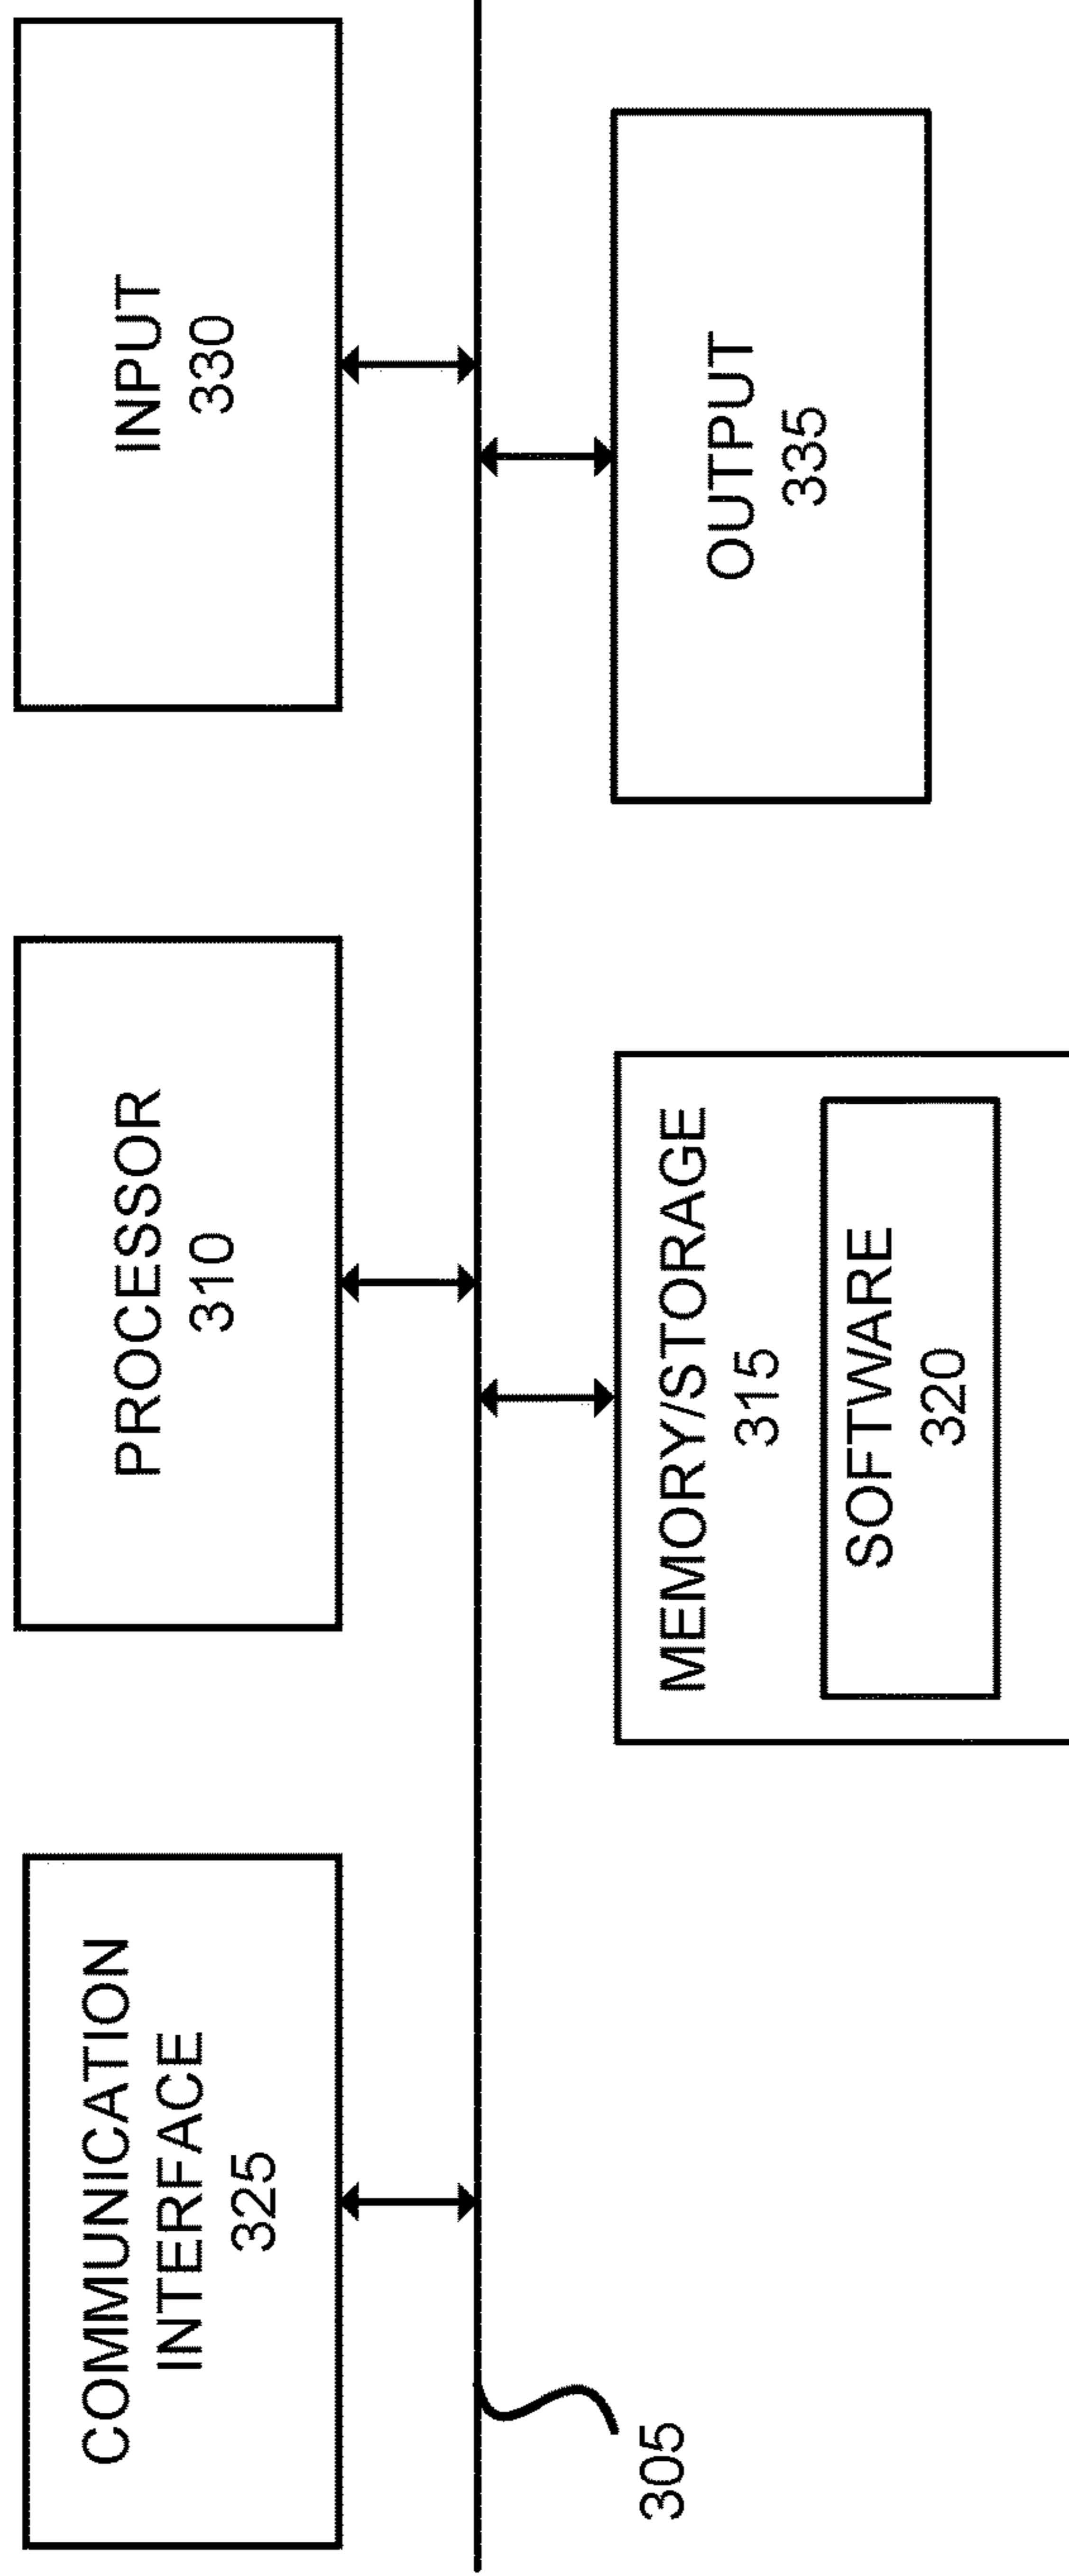 COMMUNICATION
INTERFACE
325
PROCESSOR
310
INPUT
330
305
MEMORY/STORAGE
315
SOFTWARE
320
OUTPUT
335